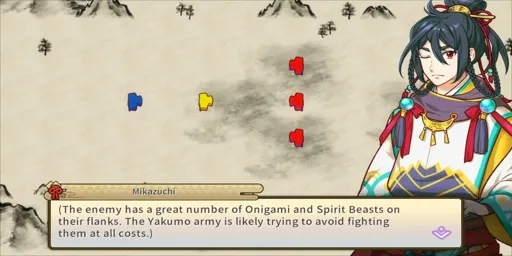 Mikazuchi
(The enemy has a great number of Onigami and Spirit Beasts on
their flanks. The Yakumo army is likely trying to avoid fighting
them at all costs.)